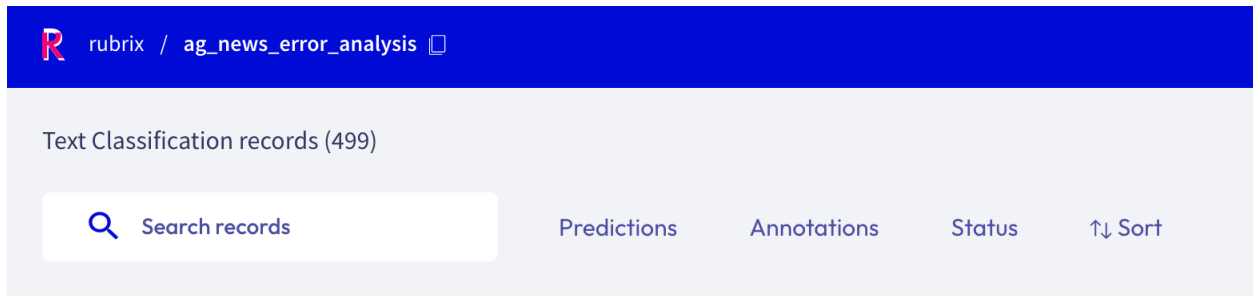 R rubrix / ag_news_error_analysis
Text Classification records (499)
Search records Predictions Annotations Status ↑↓ Sort